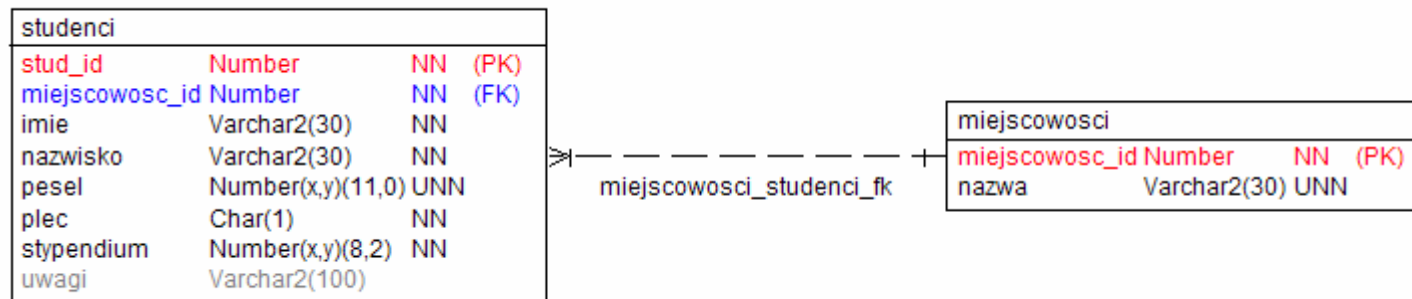 studenci
stud_id Number NN (PK)
miejscowosc_id Number NN (FK)
imie Varchar2(30) NN
nazwisko Varchar2(30) NN
pesel Number(x,y)(11,0) UNN
plec Char(1) NN
stypendium Number(x,y)(8,2) NN
uwagi Varchar2(100)
miejscowosci_studenci_fk
miejscowosci
miejscowosc_id Number NN (PK)
nazwa Varchar2(30) UNN